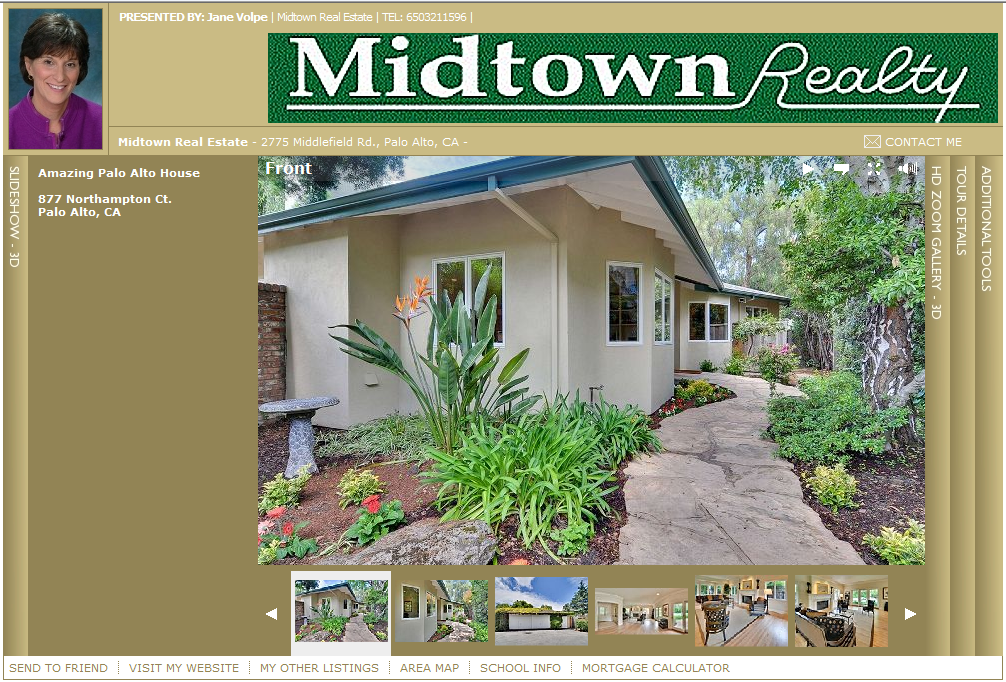 PRESENTED BY: Jane Volpe | Midtown Real Estate | TEL: 6503211596 |
Midtown Realty
Midtown Real Estate - 2775 Middlefield Rd., Palo Alto, CA -
CONTACT ME
SLIDESHOW - 3D
Amazing Palo Alto House
877 Northampton Ct.
Palo Alto, CA
Front
HD ZOOM GALLERY - 3D
TOUR DETAILS
ADDITIONAL TOOLS
SEND TO FRIEND
VISIT MY WEBSITE
MY OTHER LISTINGS
AREA MAP
SCHOOL INFO
MORTGAGE CALCULATOR